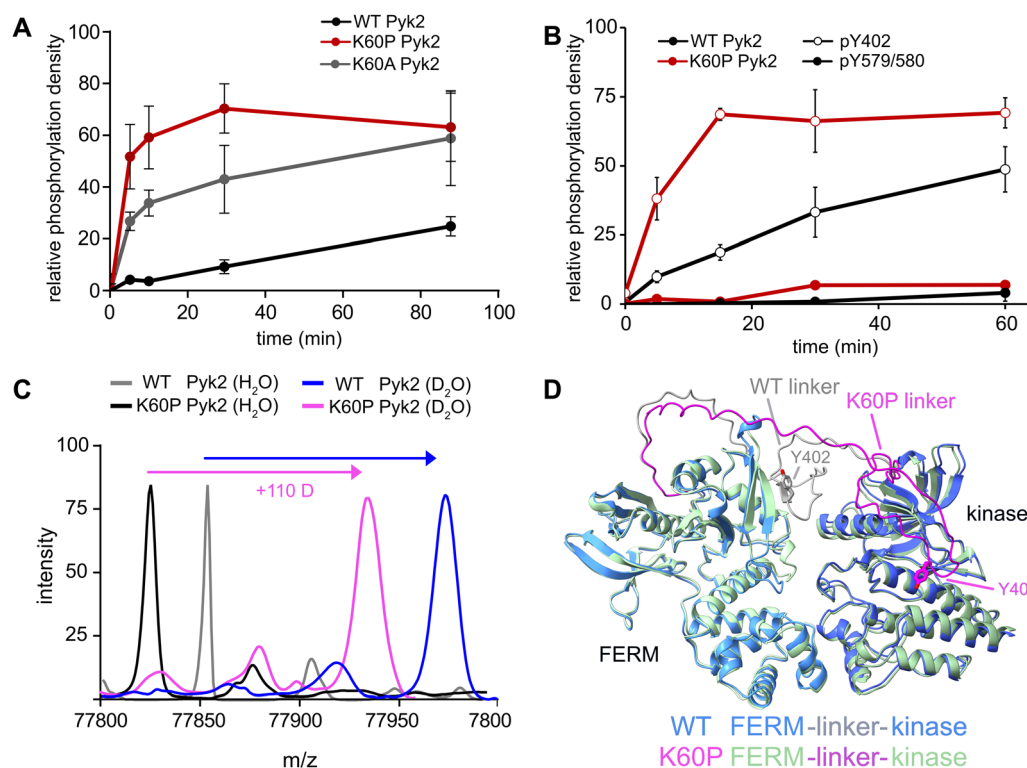 A
WT Pyk2
K60P Pyk2
K60A Pyk2
relative phosphorylation density
100
80
60
40
20
0
0 20 40 60 80 100
time (min)
B
WT Pyk2
K60P Pyk2
pY402
pY579/580
relative phosphorylation density
100
75
50
25
0
0 20 40 60
time (min)
C
WT Pyk2 (H₂O)
K60P Pyk2 (H₂O)
WT Pyk2 (D₂O)
K60P Pyk2 (D₂O)
+110 D
intensity
100
75
50
25
77800 77850 77900 77950 77800
m/z
D
WT linker
K60P linker
Y402
kinase
Y40
FERM
WT FERM-linker-kinase
K60P FERM-linker-kinase